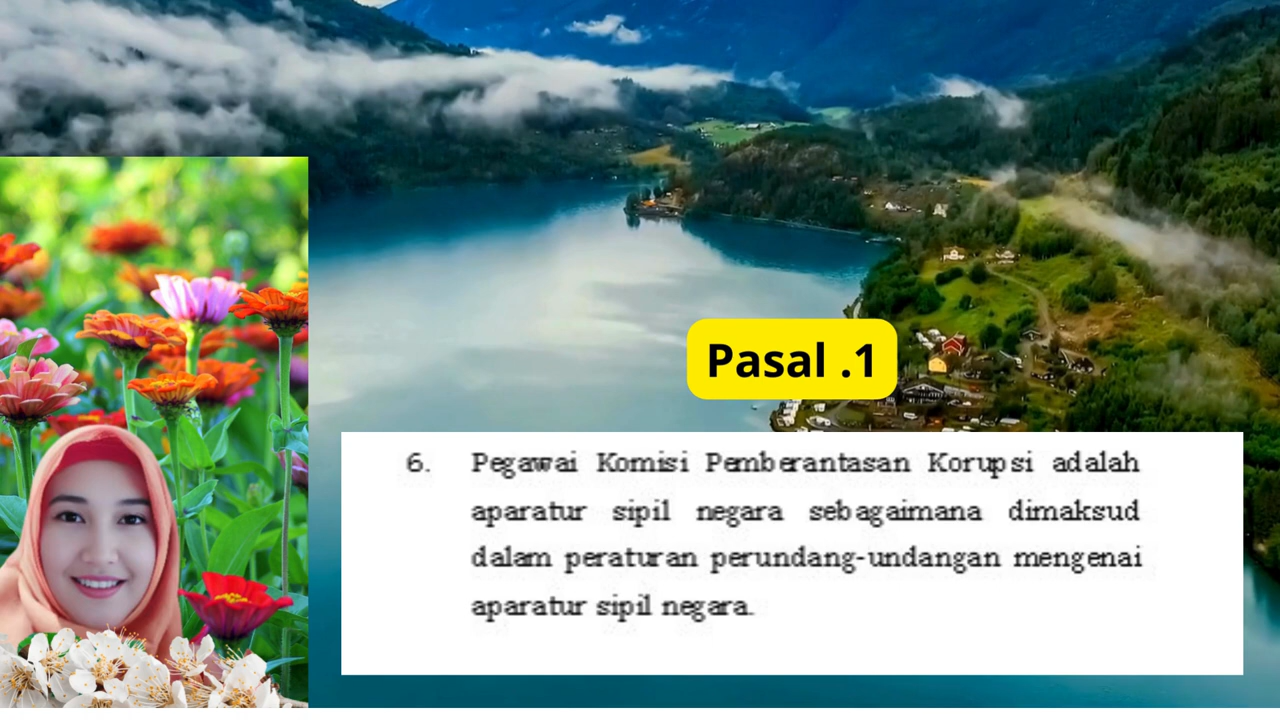 Pasal .1
6. Pegawai Komisi Pemberantasan Korupsi adalah
aparatur sipil negara sebagaimana dimaksud
dalam peraturan perundang-undangan mengenai
aparatur sipil negara.